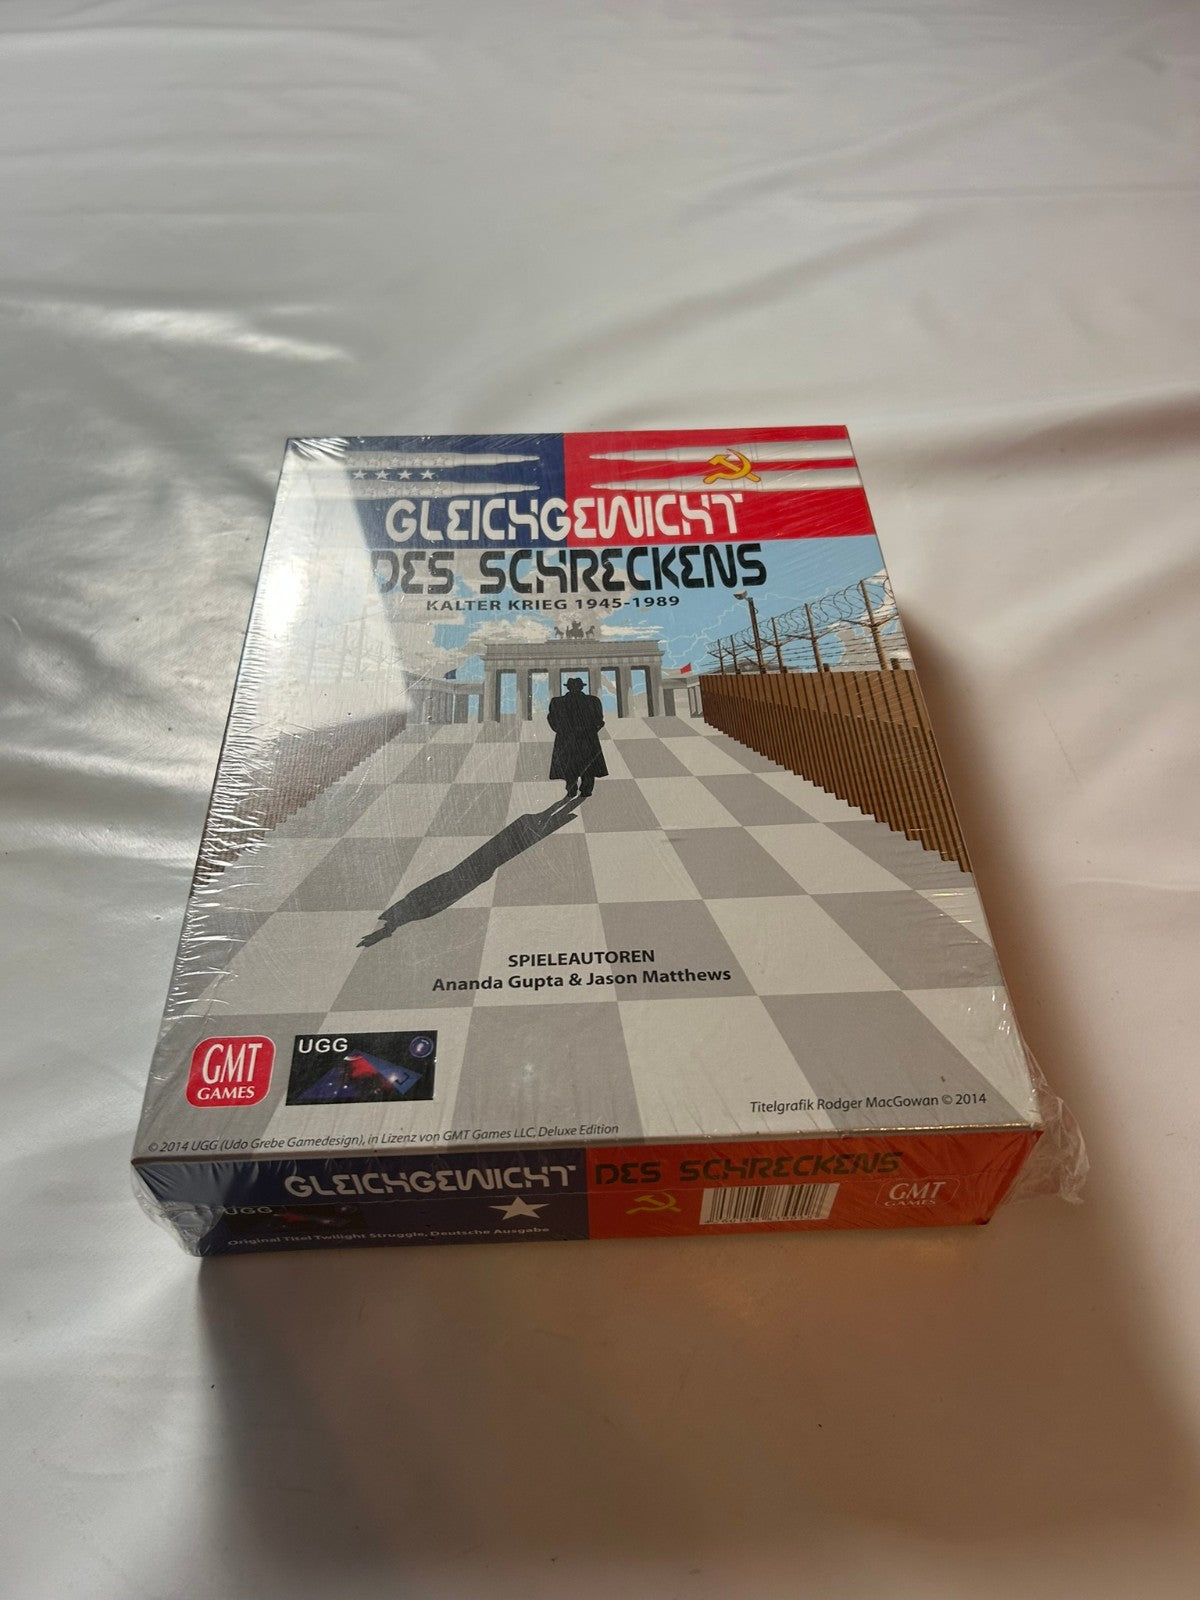 GLEICHGEWICHT
DES SCHRECKENS
KALTER KRIEG 1945-1989
SPIELEAUTOREN
Ananda Gupta & Jason Matthews
GMT
GAMES
UGG
Titelgrafik Rodger MacGowan © 2014
© 2014 UGG (Udo Grebe Gamedesign), in Lizenz von GMT Games LLC, Deluxe Edition
GLEICHGEWICHT DES SCHRECKENS
UGG
GMT
GAMES
Original Titel Twilight Struggle, Deutsche Ausgabe